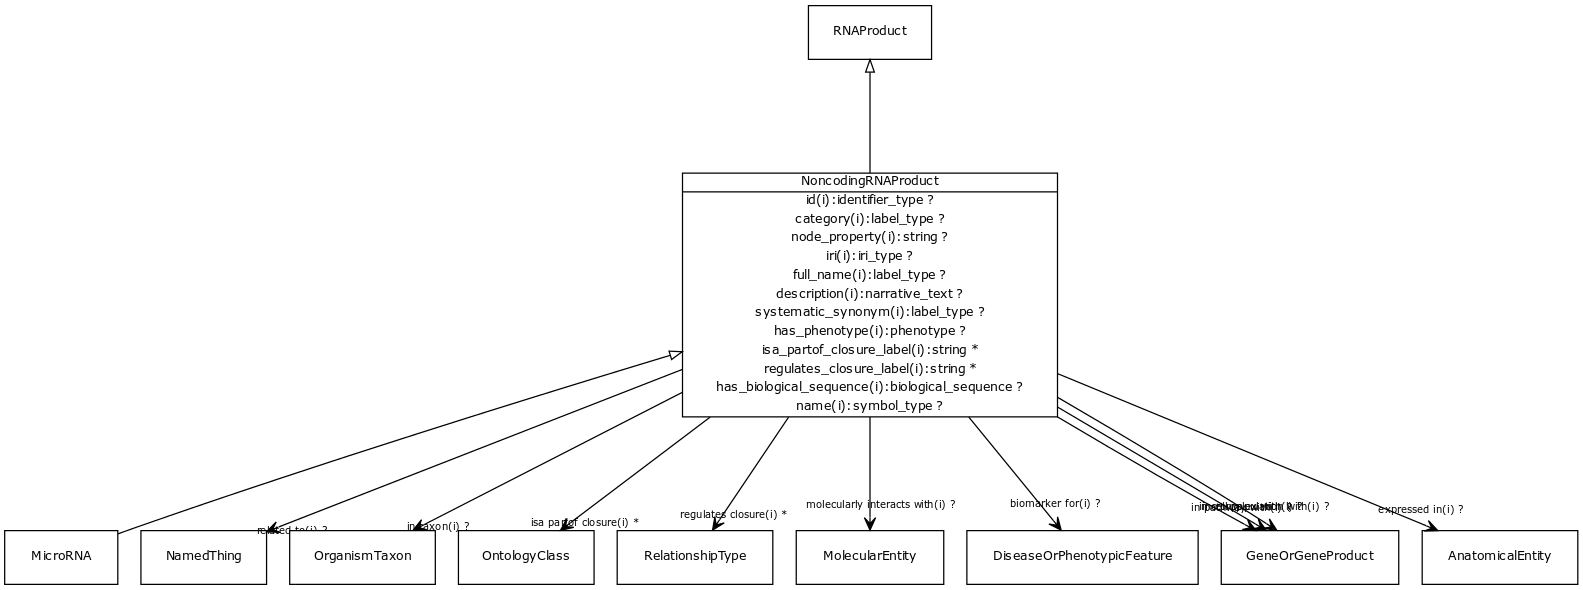 RNAProduct
NoncodingRNAProduct
id(i):identifier_type ?
category(i):label_type ?
node_property(i):string ?
iri(i):iri_type ?
full_name(i):label_type ?
description(i):narrative_text ?
systematic_synonym(i):label_type ?
has_phenotype(i):phenotype ?
isa_partof_closure_label(i):string *
regulates_closure_label(i):string *
has_biological_sequence(i):biological_sequence ?
name(i):symbol_type ?
related to(i) ?
in taxon(i) ?
isa partof closure(i) *
regulates closure(i) *
molecularly interacts with(i) ?
biomarker for(i) ?
expressed in(i) ?
MicroRNA
NamedThing
OrganismTaxon
OntologyClass
RelationshipType
MolecularEntity
DiseaseOrPhenotypicFeature
GeneOrGeneProduct
AnatomicalEntity